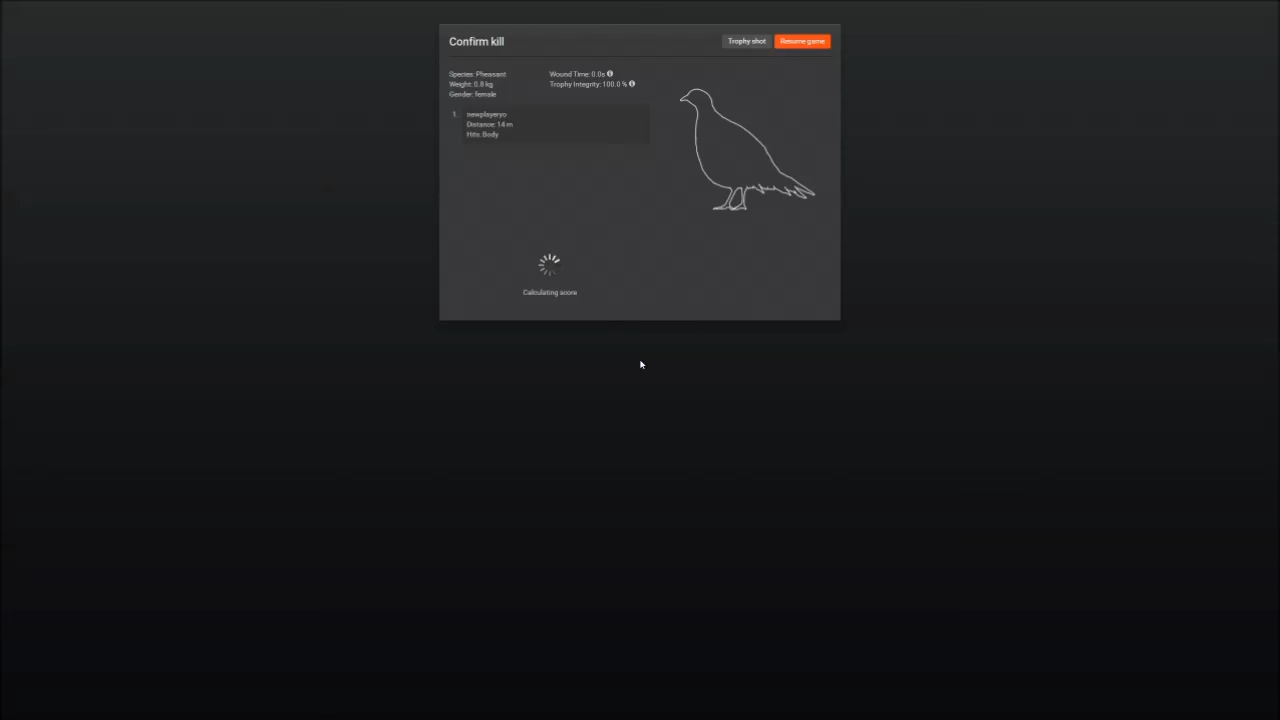 Confirm kill
Trophy shot
Resume game
Species: Pheasant
Weight: 0.8 kg
Gender: female
Wound Time: 0.0s
Trophy Integrity: 100.0 %
1. newplayeryo
Distance: 14 m
Hits: Body
Calculating score